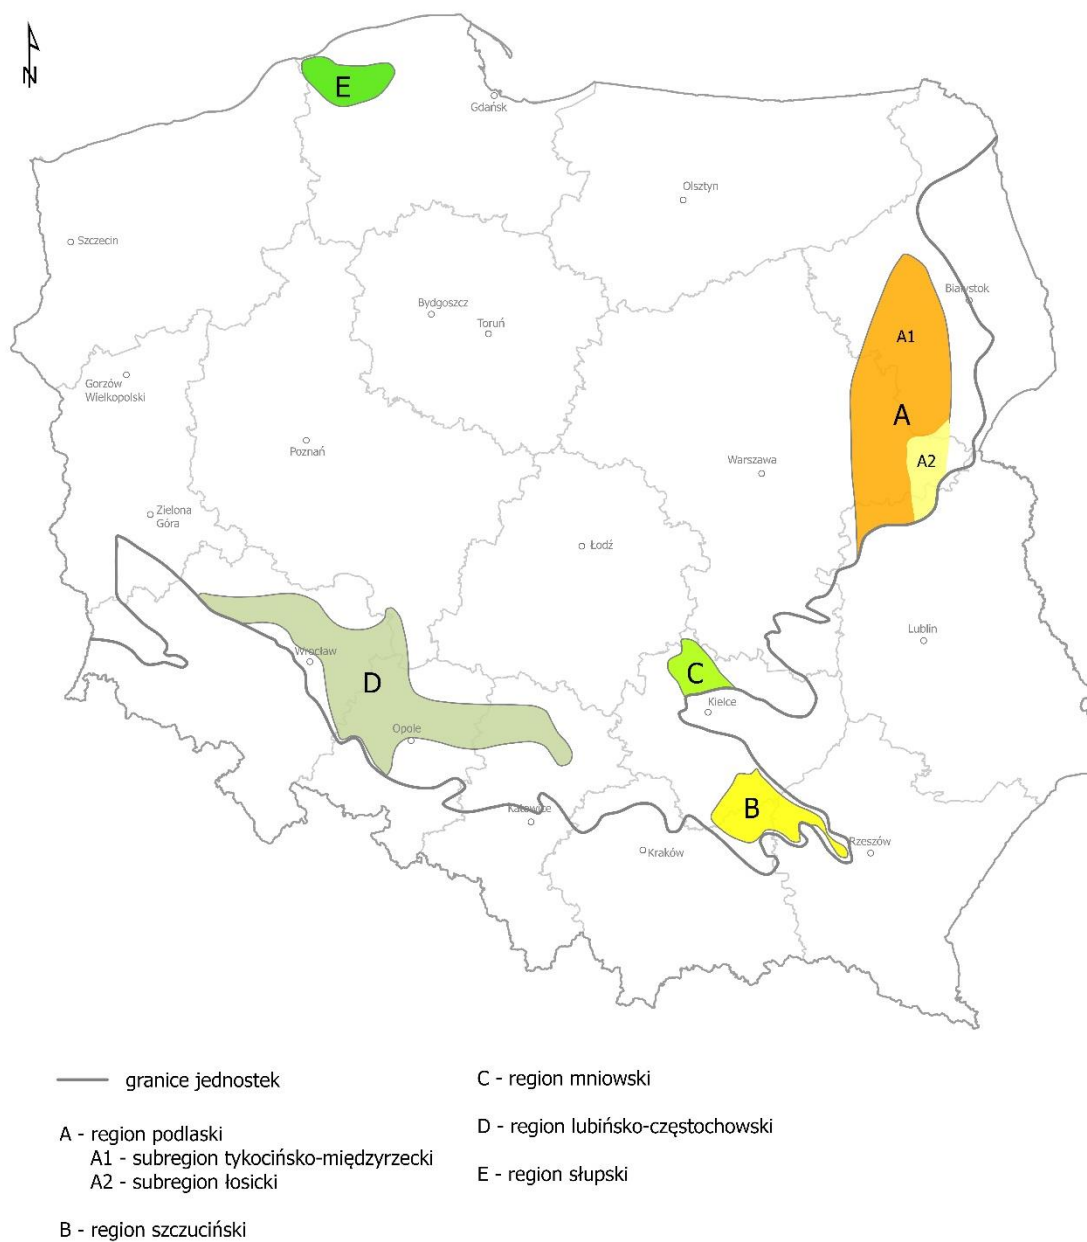 N
E
Gdańsk
Olsztyn
Szczecin
Białystok
Bydgoszcz
Toruń
A1
Gorzów
Wielkopolski
A
Poznań
Warszawa
A2
Zielona
Góra
Łódź
Lublin
Wrocław
C
D
Kielce
Opole
Katowice
B
Kraków
Rzeszów
granice jednostek
A - region podlaski
A1 - subregion tykocińsko-międzyrzecki
A2 - subregion łosicki
B - region szczuciński
C - region mniowski
D - region lubińsko-częstochowski
E - region słupski